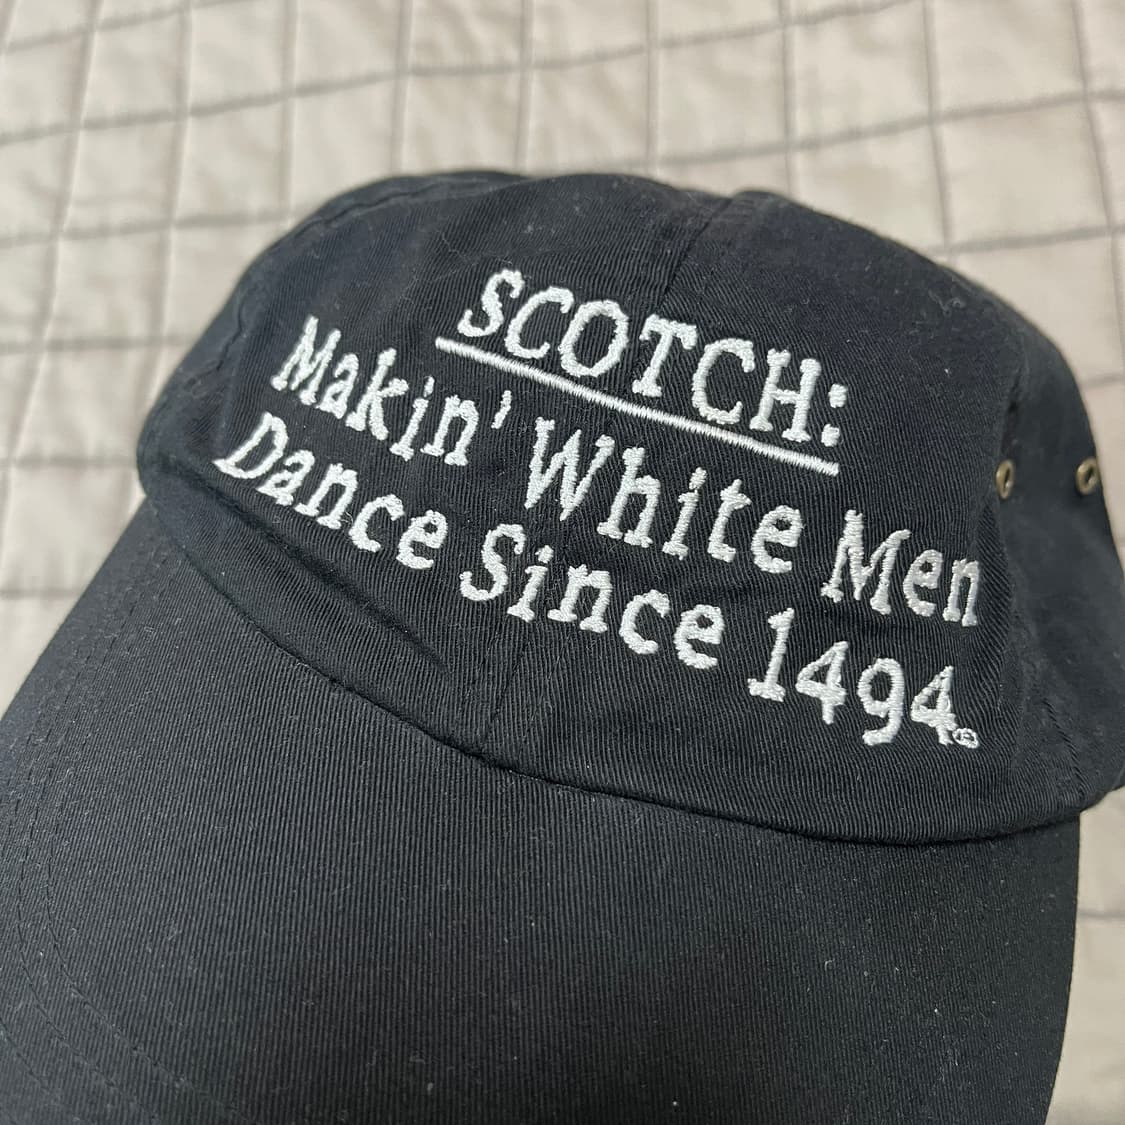 SCOTCH:
Makin' White Men
Dance Since 1494.